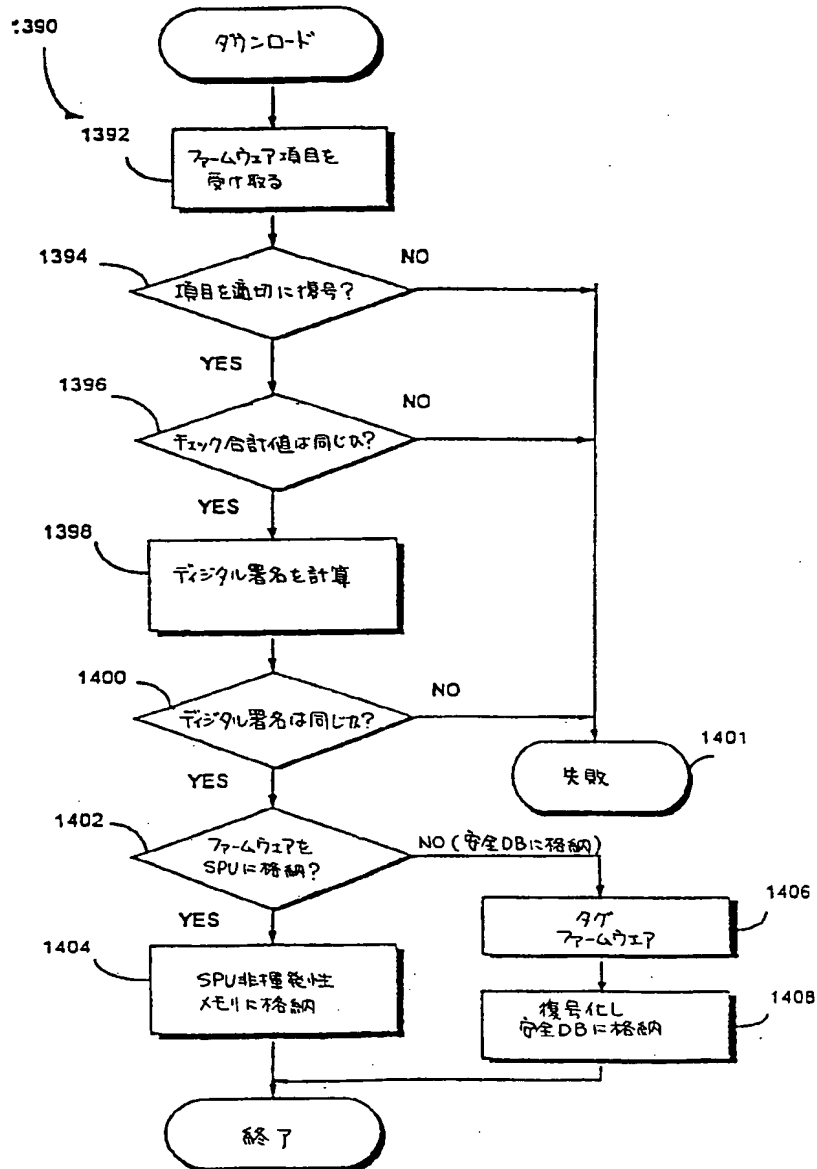 1390
ダウンロード
1392
ファームウェア項目を
受け取る
1394
項目を適切に復号?
NO
YES
1396
チェック合計値は同じか?
NO
YES
1398
ディジタル署名を計算
1400
ディジタル署名は同じか?
NO
YES
1401
失敗
1402
ファームウェアを
SPUに格納?
NO(安全DBに格納)
YES
1404
SPU非揮発性
メモリに格納
1406
タグ
ファームウェア
1408
復号化し
安全DBに格納
終了